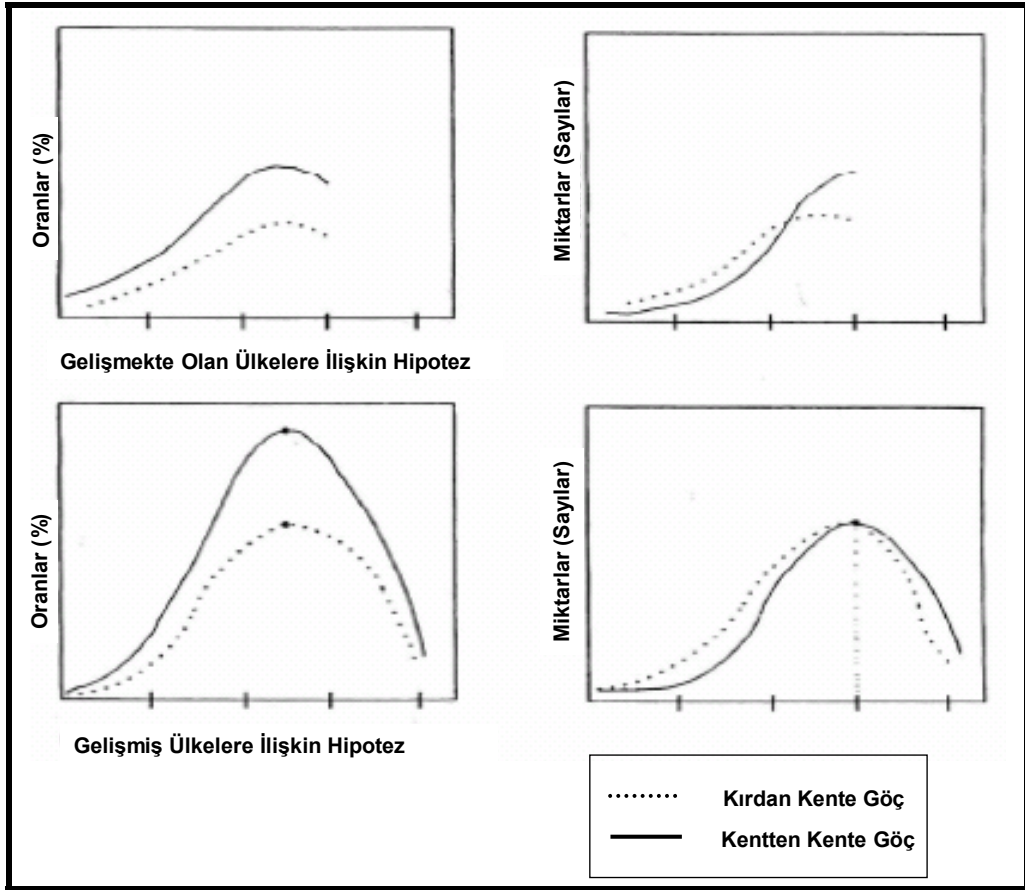 Oranlar (%)
Miktarlar (Sayılar)
Gelişmekte Olan Ülkelere İlişkin Hipotez
Oranlar (%)
Miktarlar (Sayılar)
Gelişmiş Ülkelere İlişkin Hipotez
Kırdan Kente Göç
Kentten Kente Göç